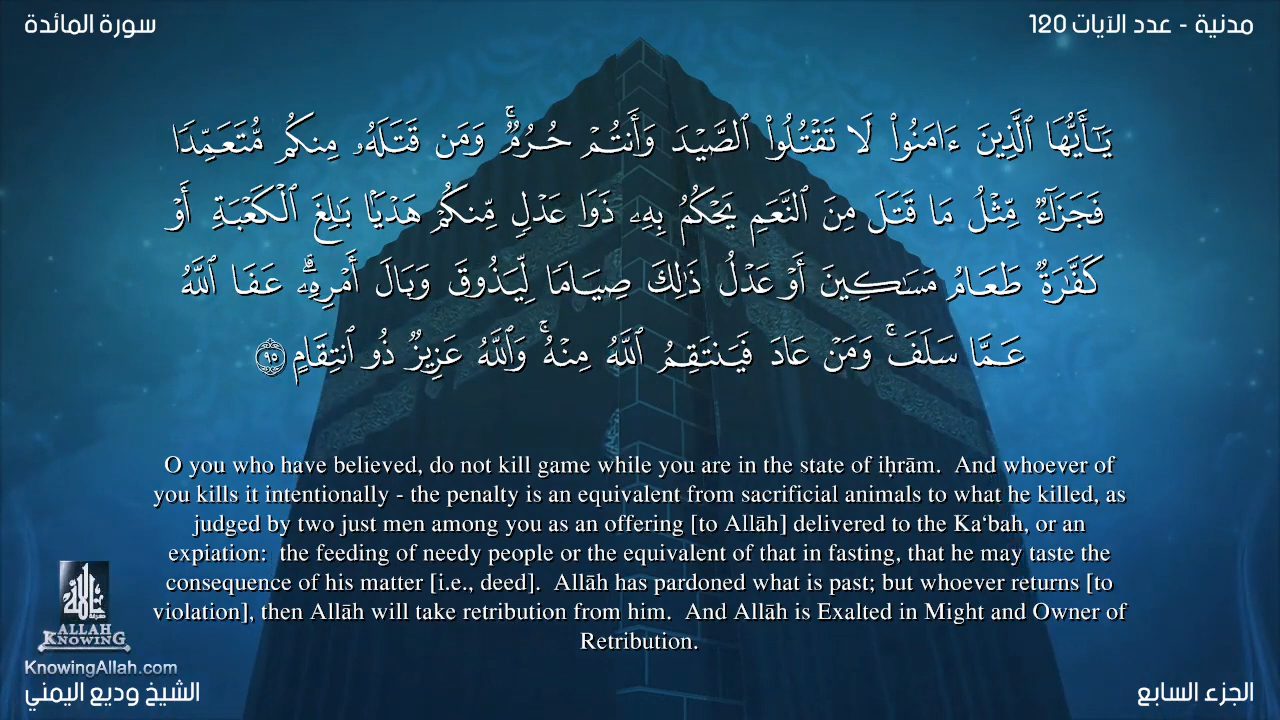 سورة المائدة
مدنية - عدد الآيات 120
يَٰٓأَيُّهَا ٱلَّذِينَ ءَامَنُوا۟ لَا تَقْتُلُوا۟ ٱلصَّيْدَ وَأَنتُمْ حُرُمٌ ۚ وَمَن قَتَلَهُۥ مِنكُم مُّتَعَمِّدًا
فَجَزَآءٌ مِّثْلُ مَا قَتَلَ مِنَ ٱلنَّعَمِ يَحْكُمُ بِهِۦ ذَوَا عَدْلٍ مِّنكُمْ هَدْيًۢا بَٰلِغَ ٱلْكَعْبَةِ أَوْ
كَفَّٰرَةٌ طَعَامُ مَسَٰكِينَ أَوْ عَدْلُ ذَٰلِكَ صِيَامًا لِّيَذُوقَ وَبَالَ أَمْرِهِۦ ۗ عَفَا ٱللَّهُ
عَمَّا سَلَفَ ۚ وَمَنْ عَادَ فَيَنتَقِمُ ٱللَّهُ مِنْهُ ۗ وَٱللَّهُ عَزِيزٌ ذُو ٱنتِقَامٍ ٩٥
O you who have believed, do not kill game while you are in the state of iḥrām.  And whoever of
you kills it intentionally - the penalty is an equivalent from sacrificial animals to what he killed, as
judged by two just men among you as an offering [to Allāh] delivered to the Ka‘bah, or an
expiation:  the feeding of needy people or the equivalent of that in fasting, that he may taste the
consequence of his matter [i.e., deed].  Allāh has pardoned what is past; but whoever returns [to
violation], then Allāh will take retribution from him.  And Allāh is Exalted in Might and Owner of
Retribution.
ALLAH
KNOWING
KnowingAllah.com
الشيخ وديع اليمني
الجزء السابع